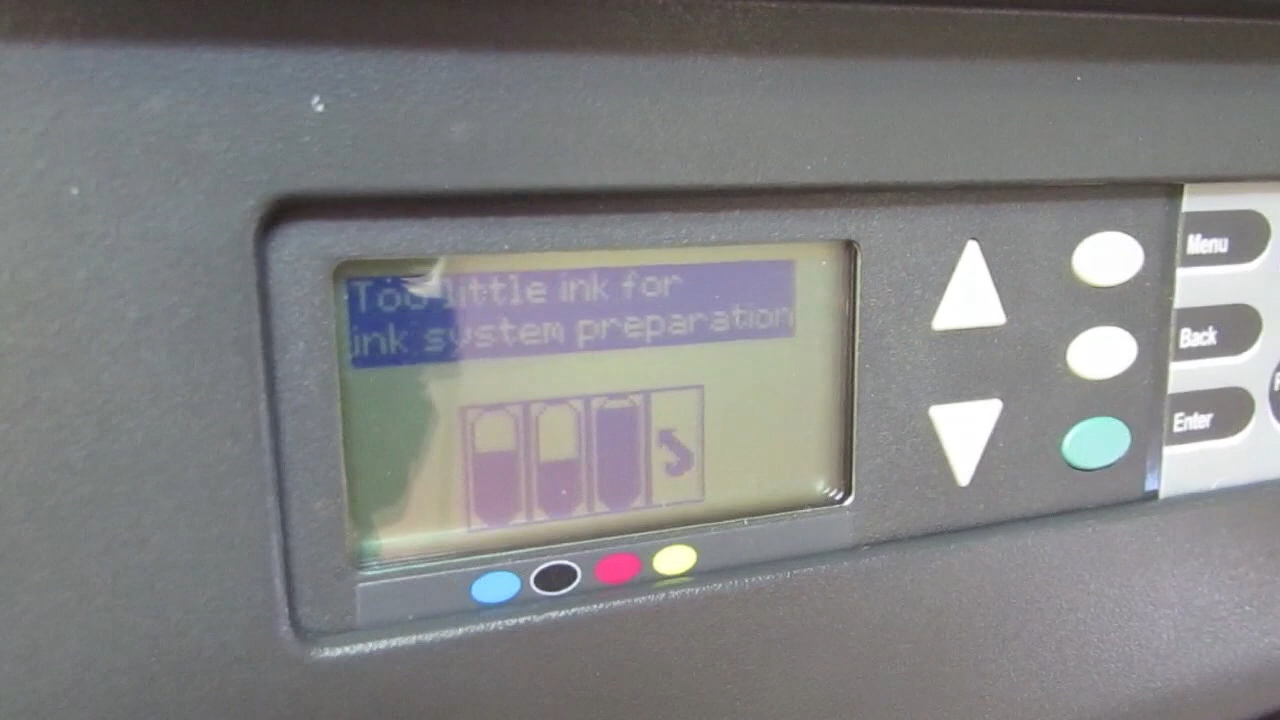 Too little ink for
ink system preparation
Menu
Back
Enter